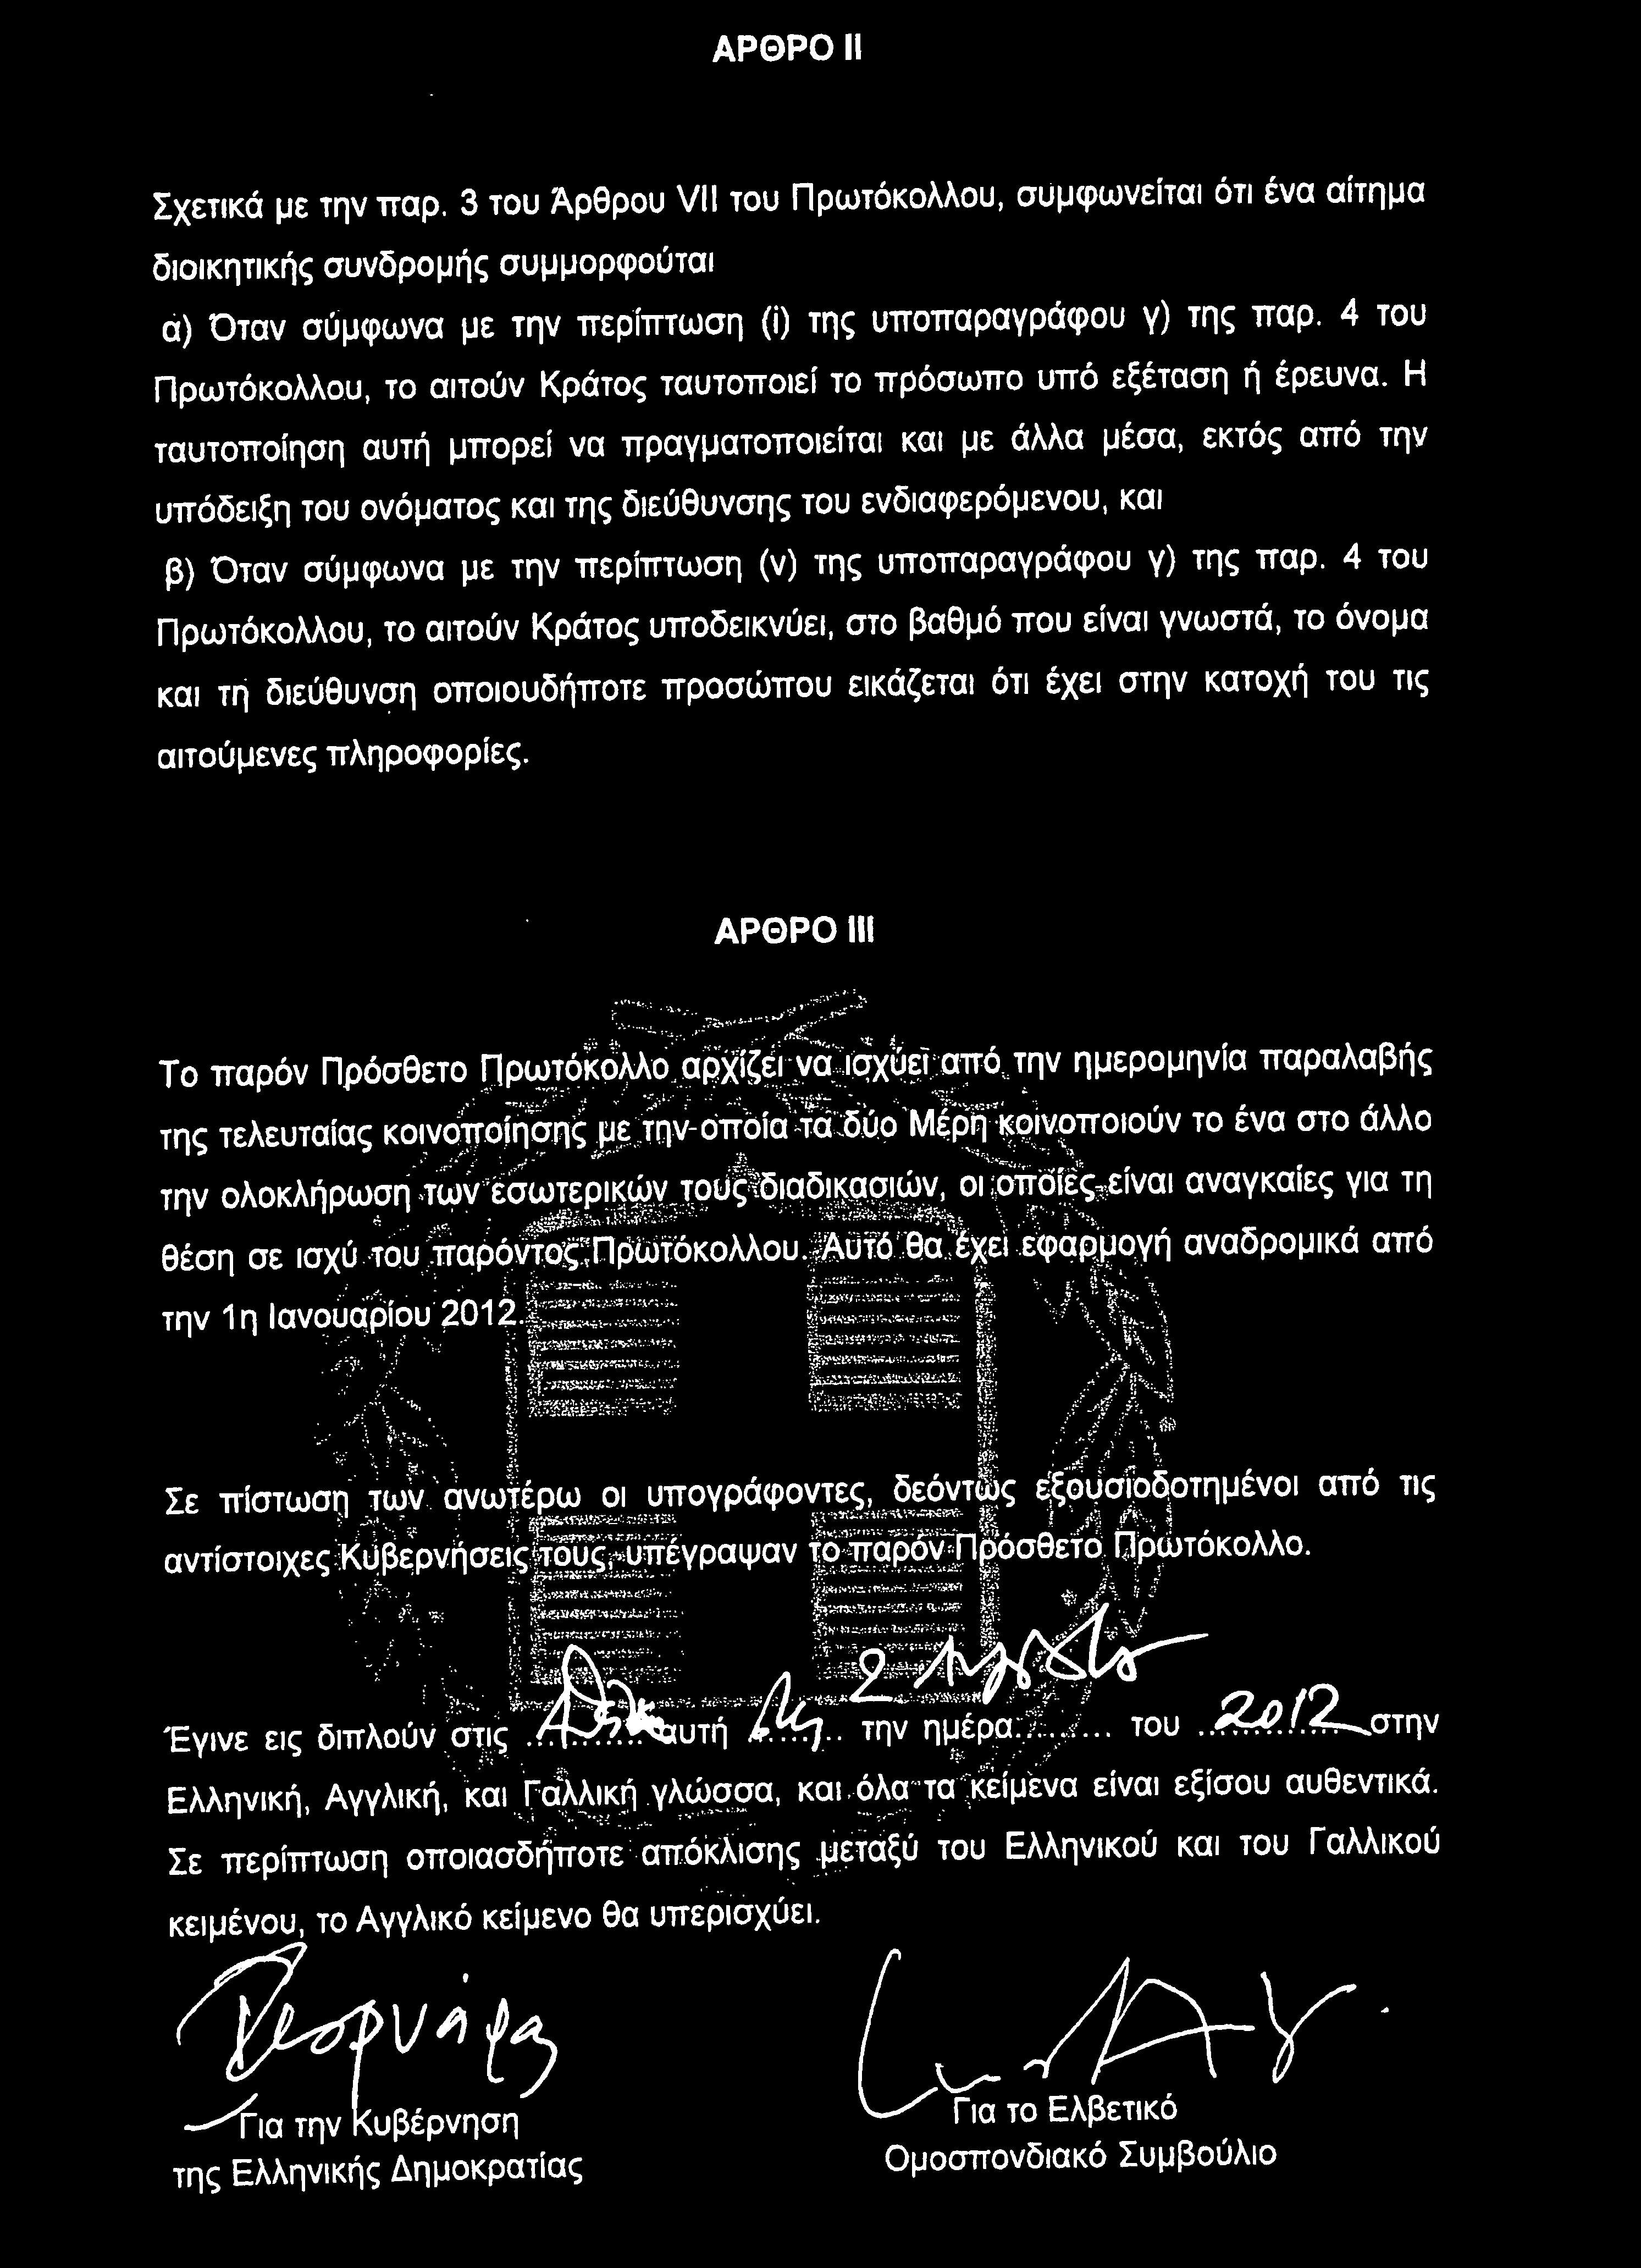 ΑΡΘΡΟ ΙΙ
Σχετικά με την παρ. 3 του Άρθρου VII του Πρωτόκολλου, συμφωνείται ότι ένα αίτημα
διοικητικής συνδρομής συμμορφούται
α) Όταν σύμφωνα με την περίπτωση (i) της υποπαραγράφου γ) της παρ. 4 του
Πρωτόκολλου, το αιτούν Κράτος ταυτοποιεί το πρόσωπο υπό εξέταση ή έρευνα. Η
ταυτοποίηση αυτή μπορεί να πραγματοποιείται και με άλλα μέσα, εκτός από την
υπόδειξη του ονόματος και της διεύθυνσης του ενδιαφερόμενου, και
β) Όταν σύμφωνα με την περίπτωση (v) της υποπαραγράφου γ) της παρ. 4 του
Πρωτόκολλου, το αιτούν Κράτος υποδεικνύει, στο βαθμό που είναι γνωστά, το όνομα
και τη διεύθυνση οποιουδήποτε προσώπου εικάζεται ότι έχει στην κατοχή του τις
αιτούμενες πληροφορίες.
ΑΡΘΡΟ ΙΙΙ
Το παρόν Πρόσθετο Πρωτόκολλο αρχίζει να ισχύει από την ημερομηνία παραλαβής
της τελευταίας κοινοποίησης με την οποία τα δύο Μέρη κοινοποιούν το ένα στο άλλο
την ολοκλήρωση των εσωτερικών τους διαδικασιών, οι οποίες είναι αναγκαίες για τη
θέση σε ισχύ του παρόντος Πρωτόκολλου. Αυτό θα έχει εφαρμογή αναδρομικά από
την 1η Ιανουαρίου 2012.
Σε πίστωση των ανωτέρω οι υπογράφοντες, δεόντως εξουσιοδοτημένοι από τις
αντίστοιχες Κυβερνήσεις τους, υπέγραψαν το παρόν Πρόσθετο Πρωτόκολλο.
2 Αυγούστου
Έγινε εις διπλούν στις ........... αυτή ....... την ημέρα......... του ..2012..στην
Ελληνική, Αγγλική, και Γαλλική γλώσσα, και όλα τα κείμενα είναι εξίσου αυθεντικά.
Σε περίπτωση οποιασδήποτε απόκλισης μεταξύ του Ελληνικού και του Γαλλικού
κειμένου, το Αγγλικό κείμενο θα υπερισχύει.
Για την Κυβέρνηση
της Ελληνικής Δημοκρατίας
Για το Ελβετικό
Ομοσπονδιακό Συμβούλιο